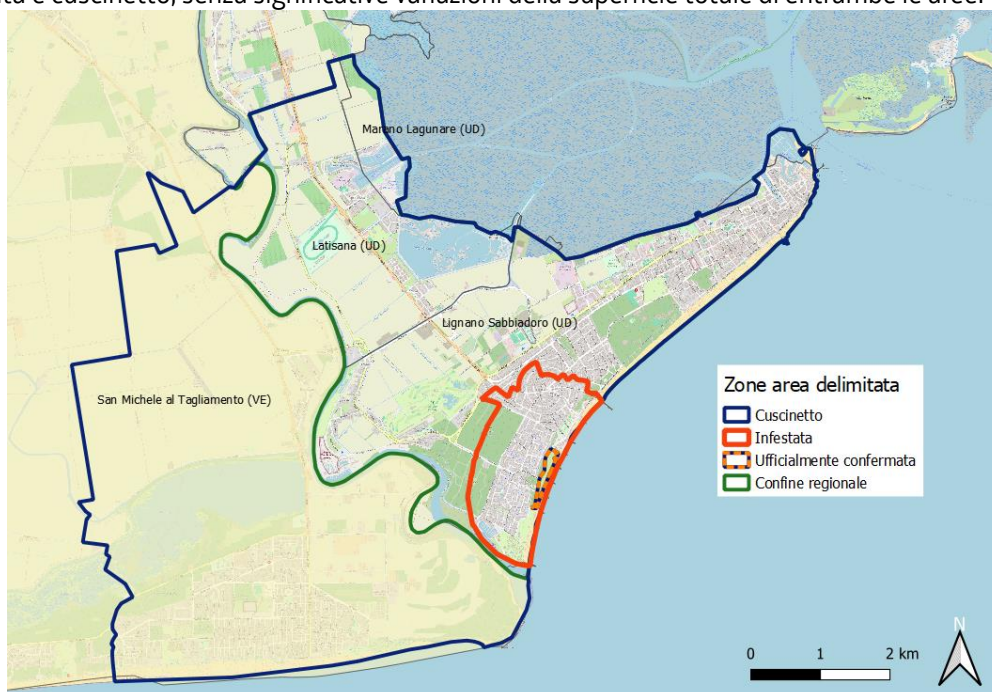 e cuscinetto, senza significative variazioni della superficie totale di entrambe le aree.
Marano Lagunare (UD)
Latisana (UD)
Lignano Sabbiadoro (UD)
San Michele al Tagliamento (VE)
Zone area delimitata
Cuscinetto
Infestata
Ufficialmente confermata
Confine regionale
N
0 1 2 km